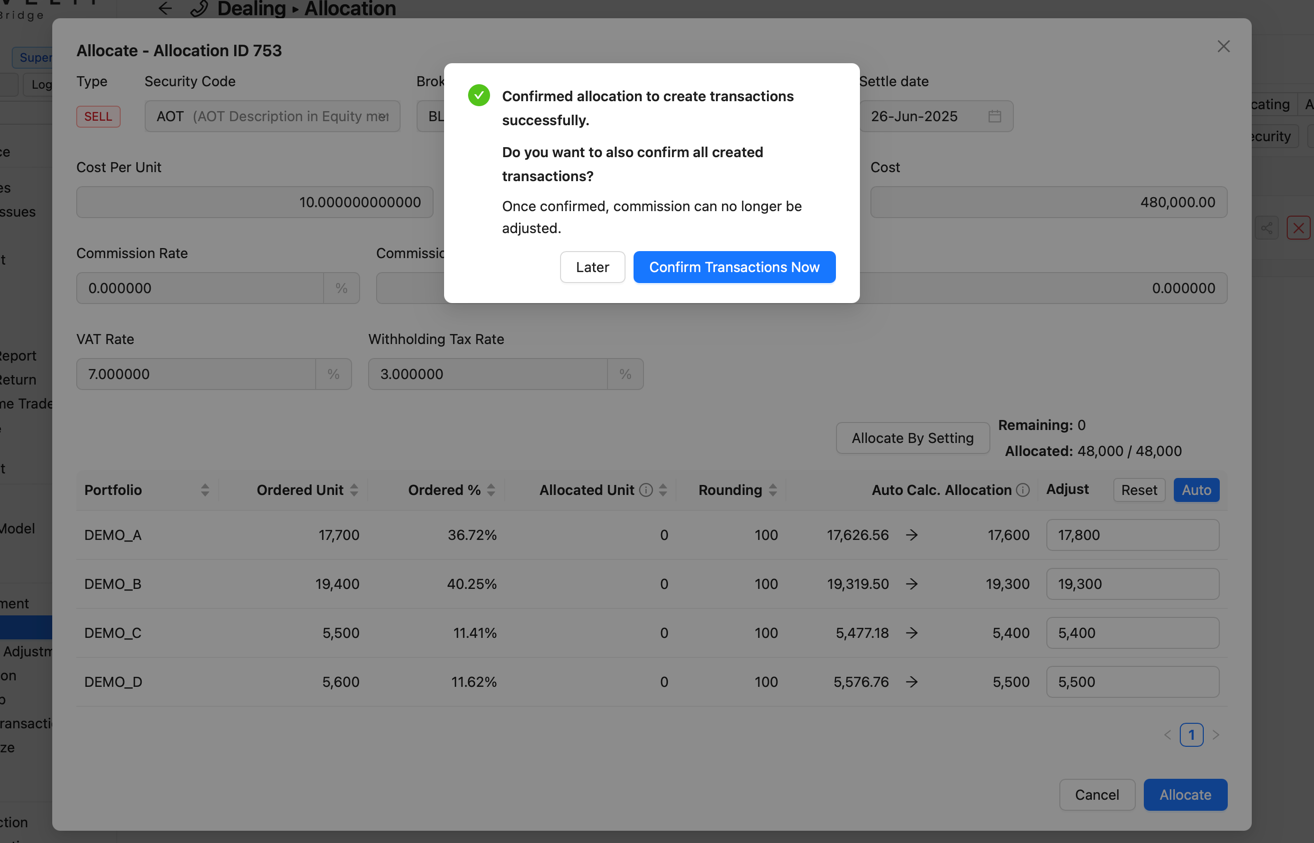 Bridge
Dealing ▸ Allocation
Super
Log
Allocate - Allocation ID 753
Type
Security Code
Brok
Settle date
SELL
AOT (AOT Description in Equity mer
BL
26-Jun-2025
Confirmed allocation to create transactions
successfully.
Do you want to also confirm all created
transactions?
Once confirmed, commission can no longer be
adjusted.
Later
Confirm Transactions Now
Cost Per Unit
Cost
10.000000000000
480,000.00
Commission Rate
Commissio
0.000000 %
0.000000
VAT Rate
Withholding Tax Rate
7.000000 %
3.000000 %
Allocate By Setting
Remaining: 0
Allocated: 48,000 / 48,000
Portfolio Ordered Unit Ordered % Allocated Unit Rounding Auto Calc. Allocation Adjust Reset Auto
DEMO_A 17,700 36.72% 0 100 17,626.56 → 17,600 17,800
DEMO_B 19,400 40.25% 0 100 19,319.50 → 19,300 19,300
DEMO_C 5,500 11.41% 0 100 5,477.18 → 5,400 5,400
DEMO_D 5,600 11.62% 0 100 5,576.76 → 5,500 5,500
< 1 >
Cancel
Allocate
ce
es
ssues
t
Report
Return
me Trade
t
Model
ment
Adjustm
on
ransacti
ze
ction
cating
A
ecurity